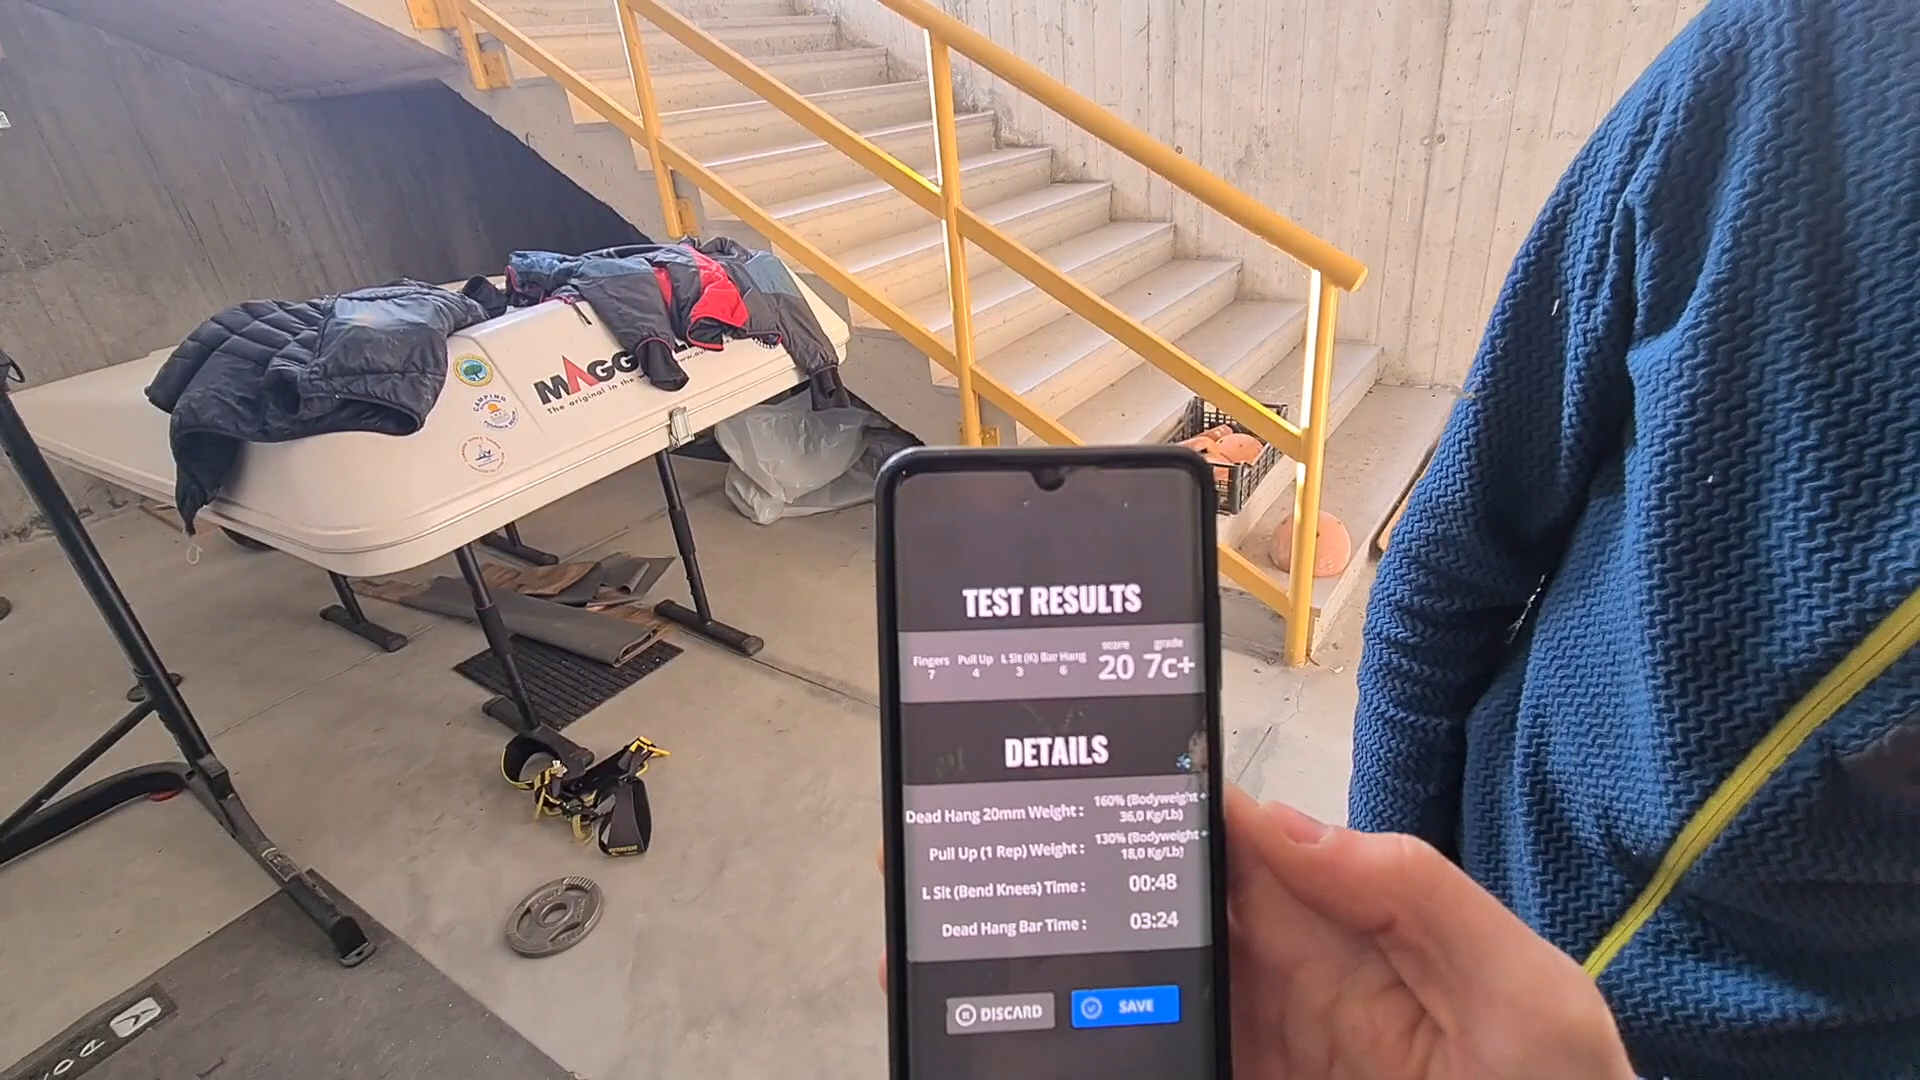 MAGG
The original in the
CAMPING
TEST RESULTS
Fingers Pull Up L Sit (K) Bar Hang score grade
7 4 3 6 20 7c+
DETAILS
Dead Hang 20mm Weight : 160% (Bodyweight +
36,0 Kg/Lb)
Pull Up (1 Rep) Weight : 130% (Bodyweight +
18,0 Kg/Lb)
L Sit (Bend Knees) Time : 00:48
Dead Hang Bar Time : 03:24
DISCARD SAVE